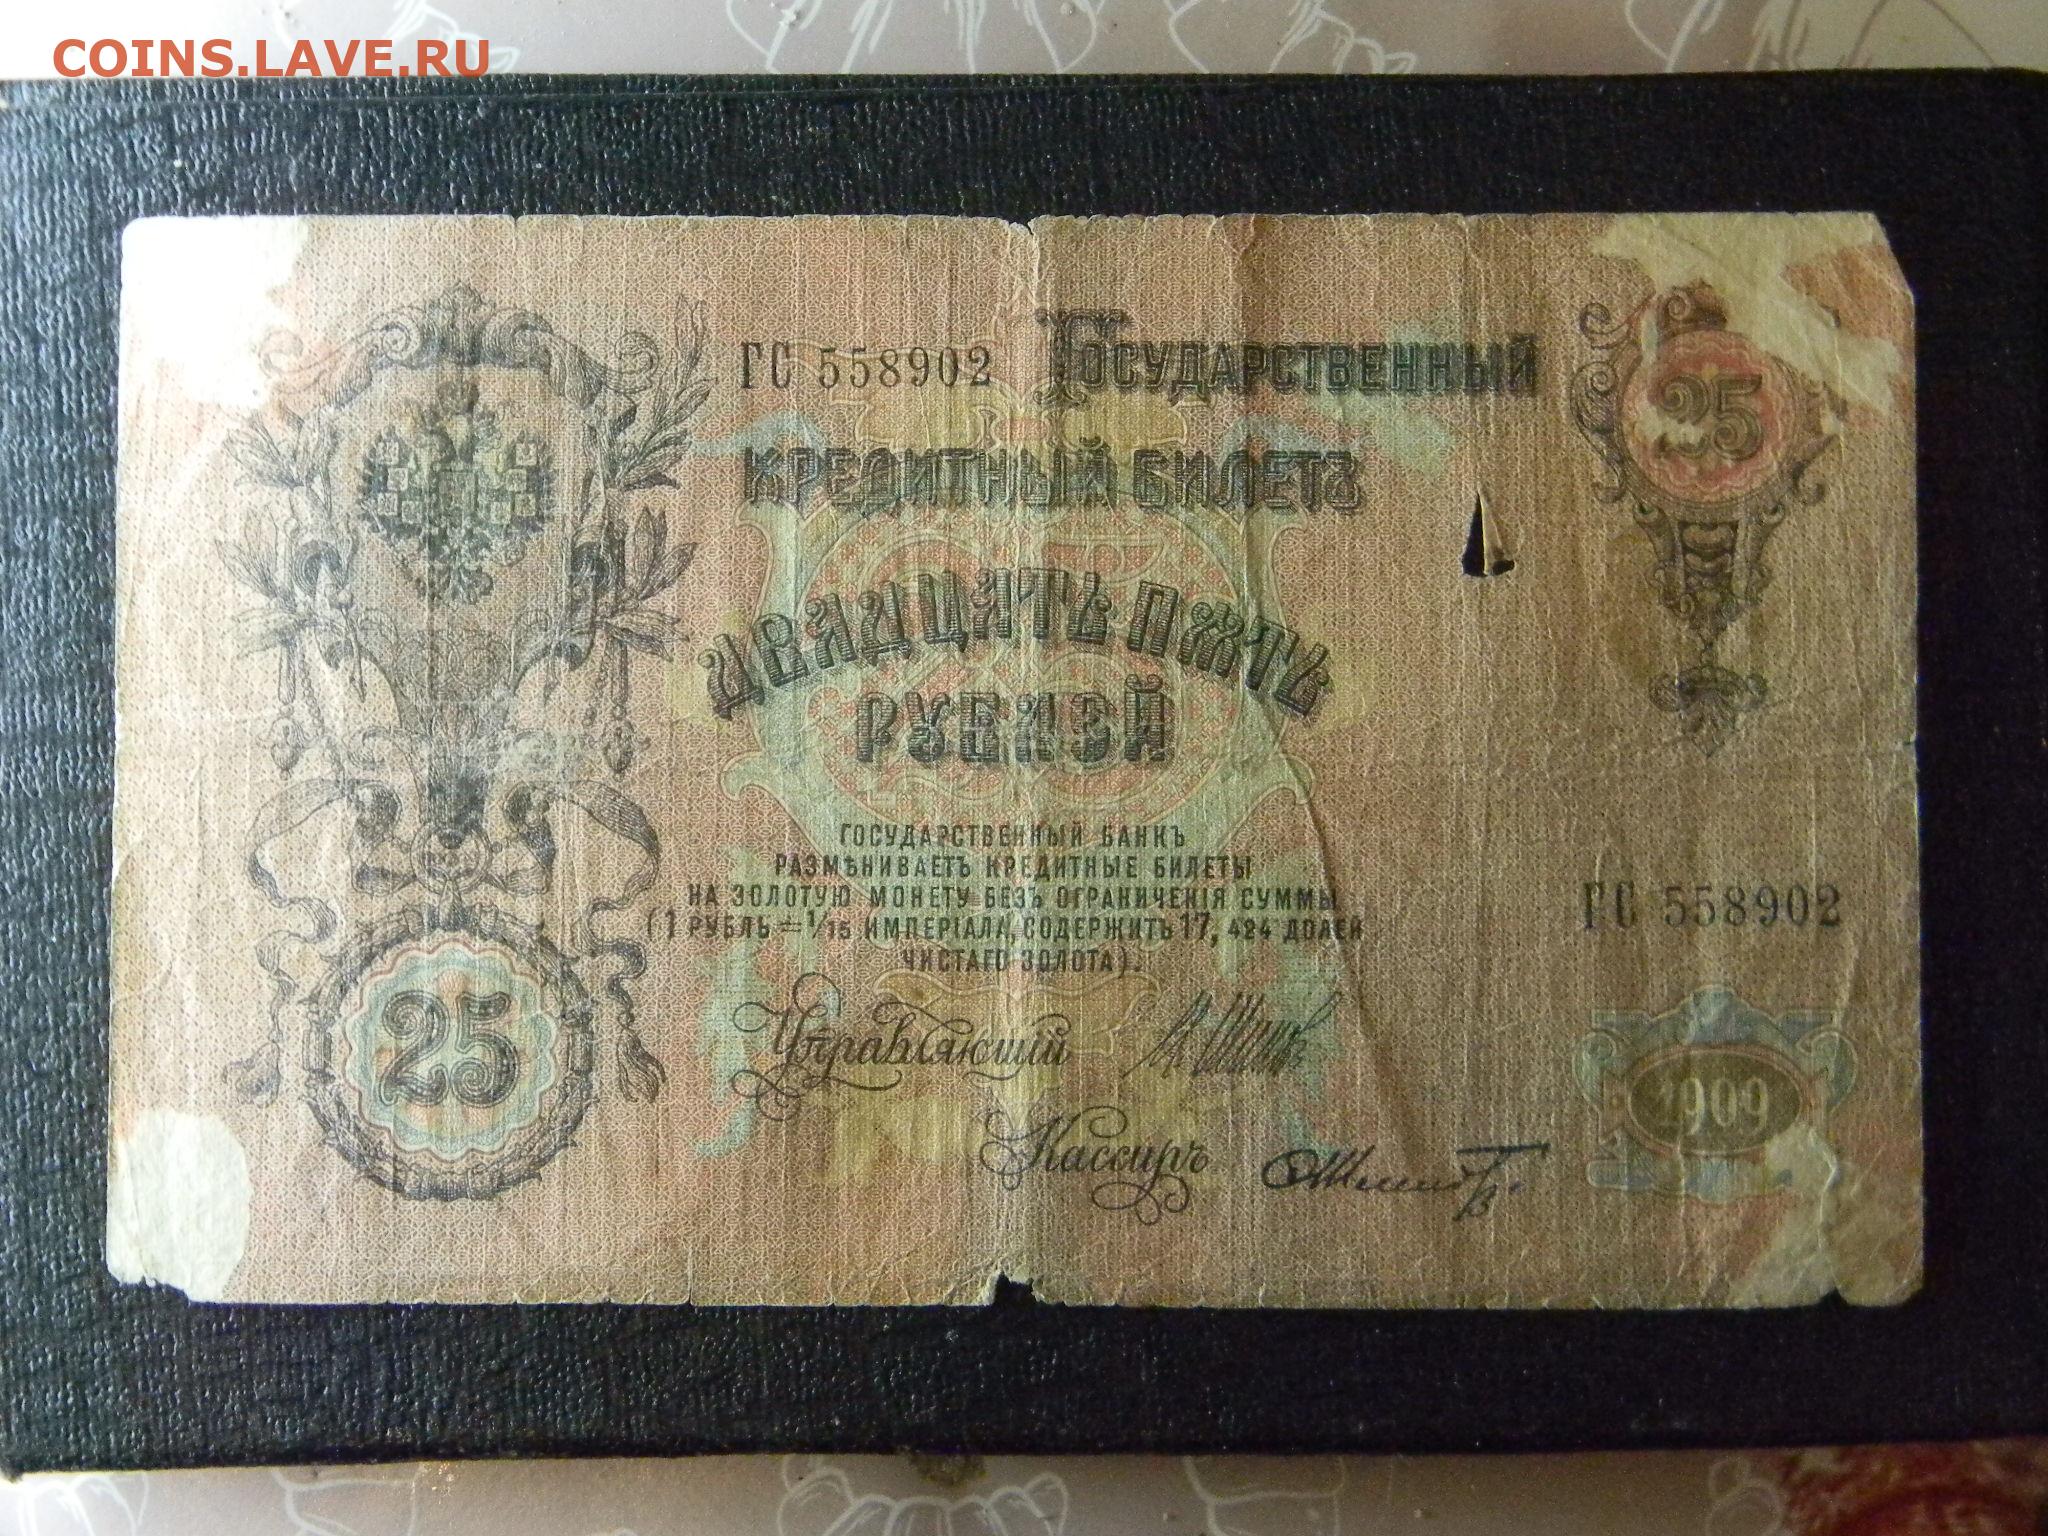 COINS.LAVE.RU
ГС 558902 Государственный
Кредитный Билетъ
25
Двадцать пять
рублей
Государственный банкъ
размѣниваетъ кредитные билеты
на золотую монету безъ ограниченія суммы
(1 рубль = 1/15 имперіала, содержитъ 17, 424 долей
чистаго золота).
ГС 558902
25
Управляющій
Кассиръ
1909